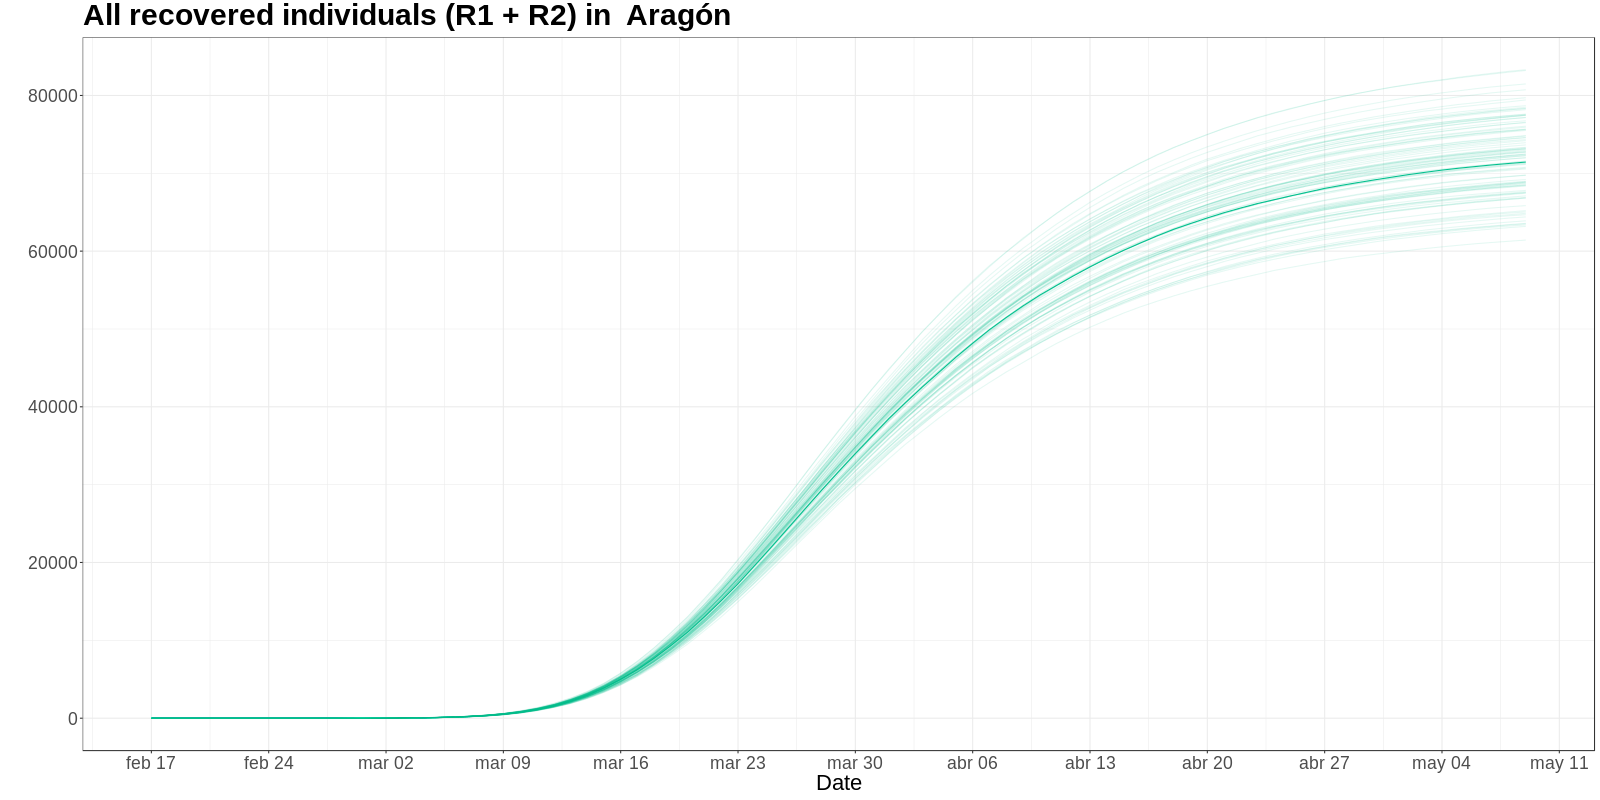 All recovered individuals (R1 + R2) in  Aragón
80000
60000
40000
20000
0
feb 17 feb 24 mar 02 mar 09 mar 16 mar 23 mar 30 abr 06 abr 13 abr 20 abr 27 may 04 may 11
Date